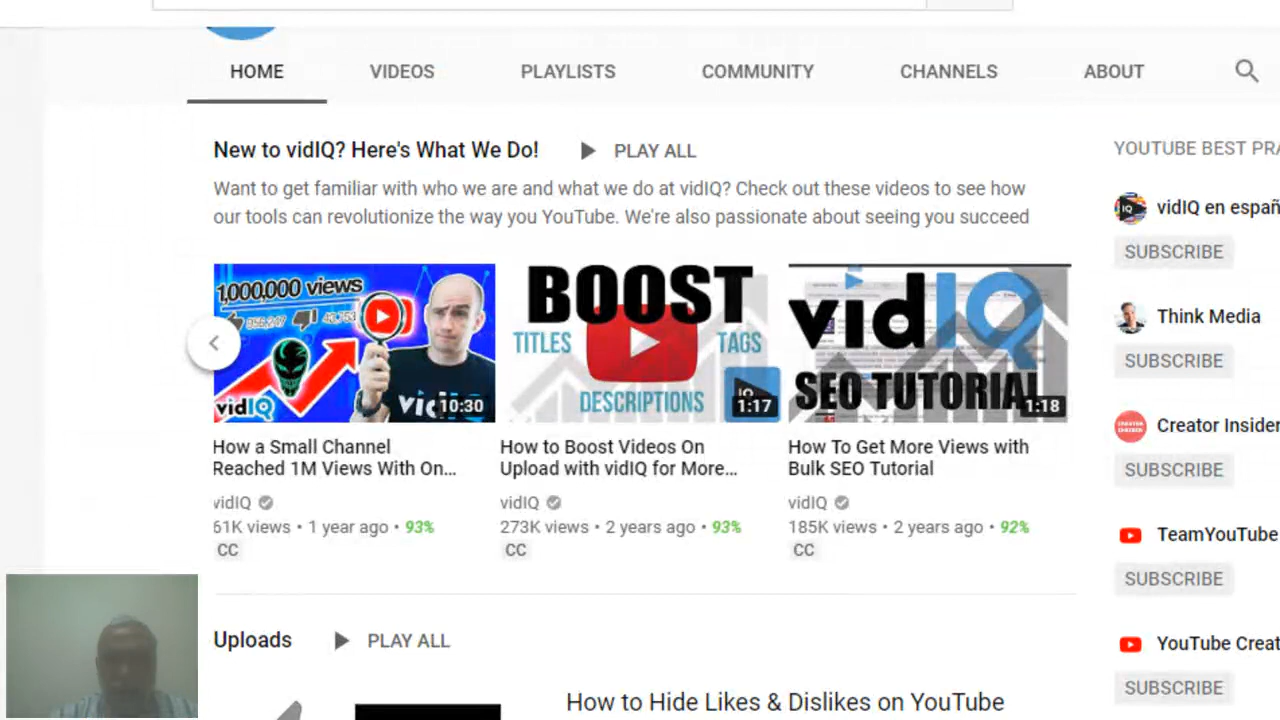 HOME VIDEOS PLAYLISTS COMMUNITY CHANNELS ABOUT
New to vidIQ? Here's What We Do! PLAY ALL
Want to get familiar with who we are and what we do at vidIQ? Check out these videos to see how
our tools can revolutionize the way you YouTube. We're also passionate about seeing you succeed
1,000,000 views
vidIQ
10:30
BOOST
TITLES TAGS
DESCRIPTIONS
IQ
1:17
vidIQ
SEO TUTORIAL
1:18
How a Small Channel
Reached 1M Views With On...
vidIQ
61K views • 1 year ago • 93%
CC
How to Boost Videos On
Upload with vidIQ for More...
vidIQ
273K views • 2 years ago • 93%
CC
How To Get More Views with
Bulk SEO Tutorial
vidIQ
185K views • 2 years ago • 92%
CC
Uploads PLAY ALL
How to Hide Likes & Dislikes on YouTube
YOUTUBE BEST PRA
vidIQ en españ
SUBSCRIBE
Think Media
SUBSCRIBE
Creator Insider
SUBSCRIBE
TeamYouTube
SUBSCRIBE
YouTube Creat
SUBSCRIBE